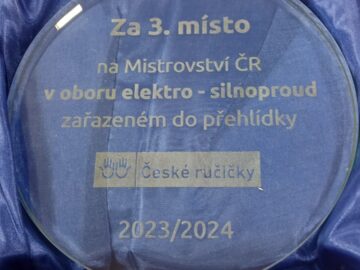 Za 3. místo
na Mistrovství ČR
v oboru elektro - silnoproud
zařazeném do přehlídky
České ručičky
2023/2024